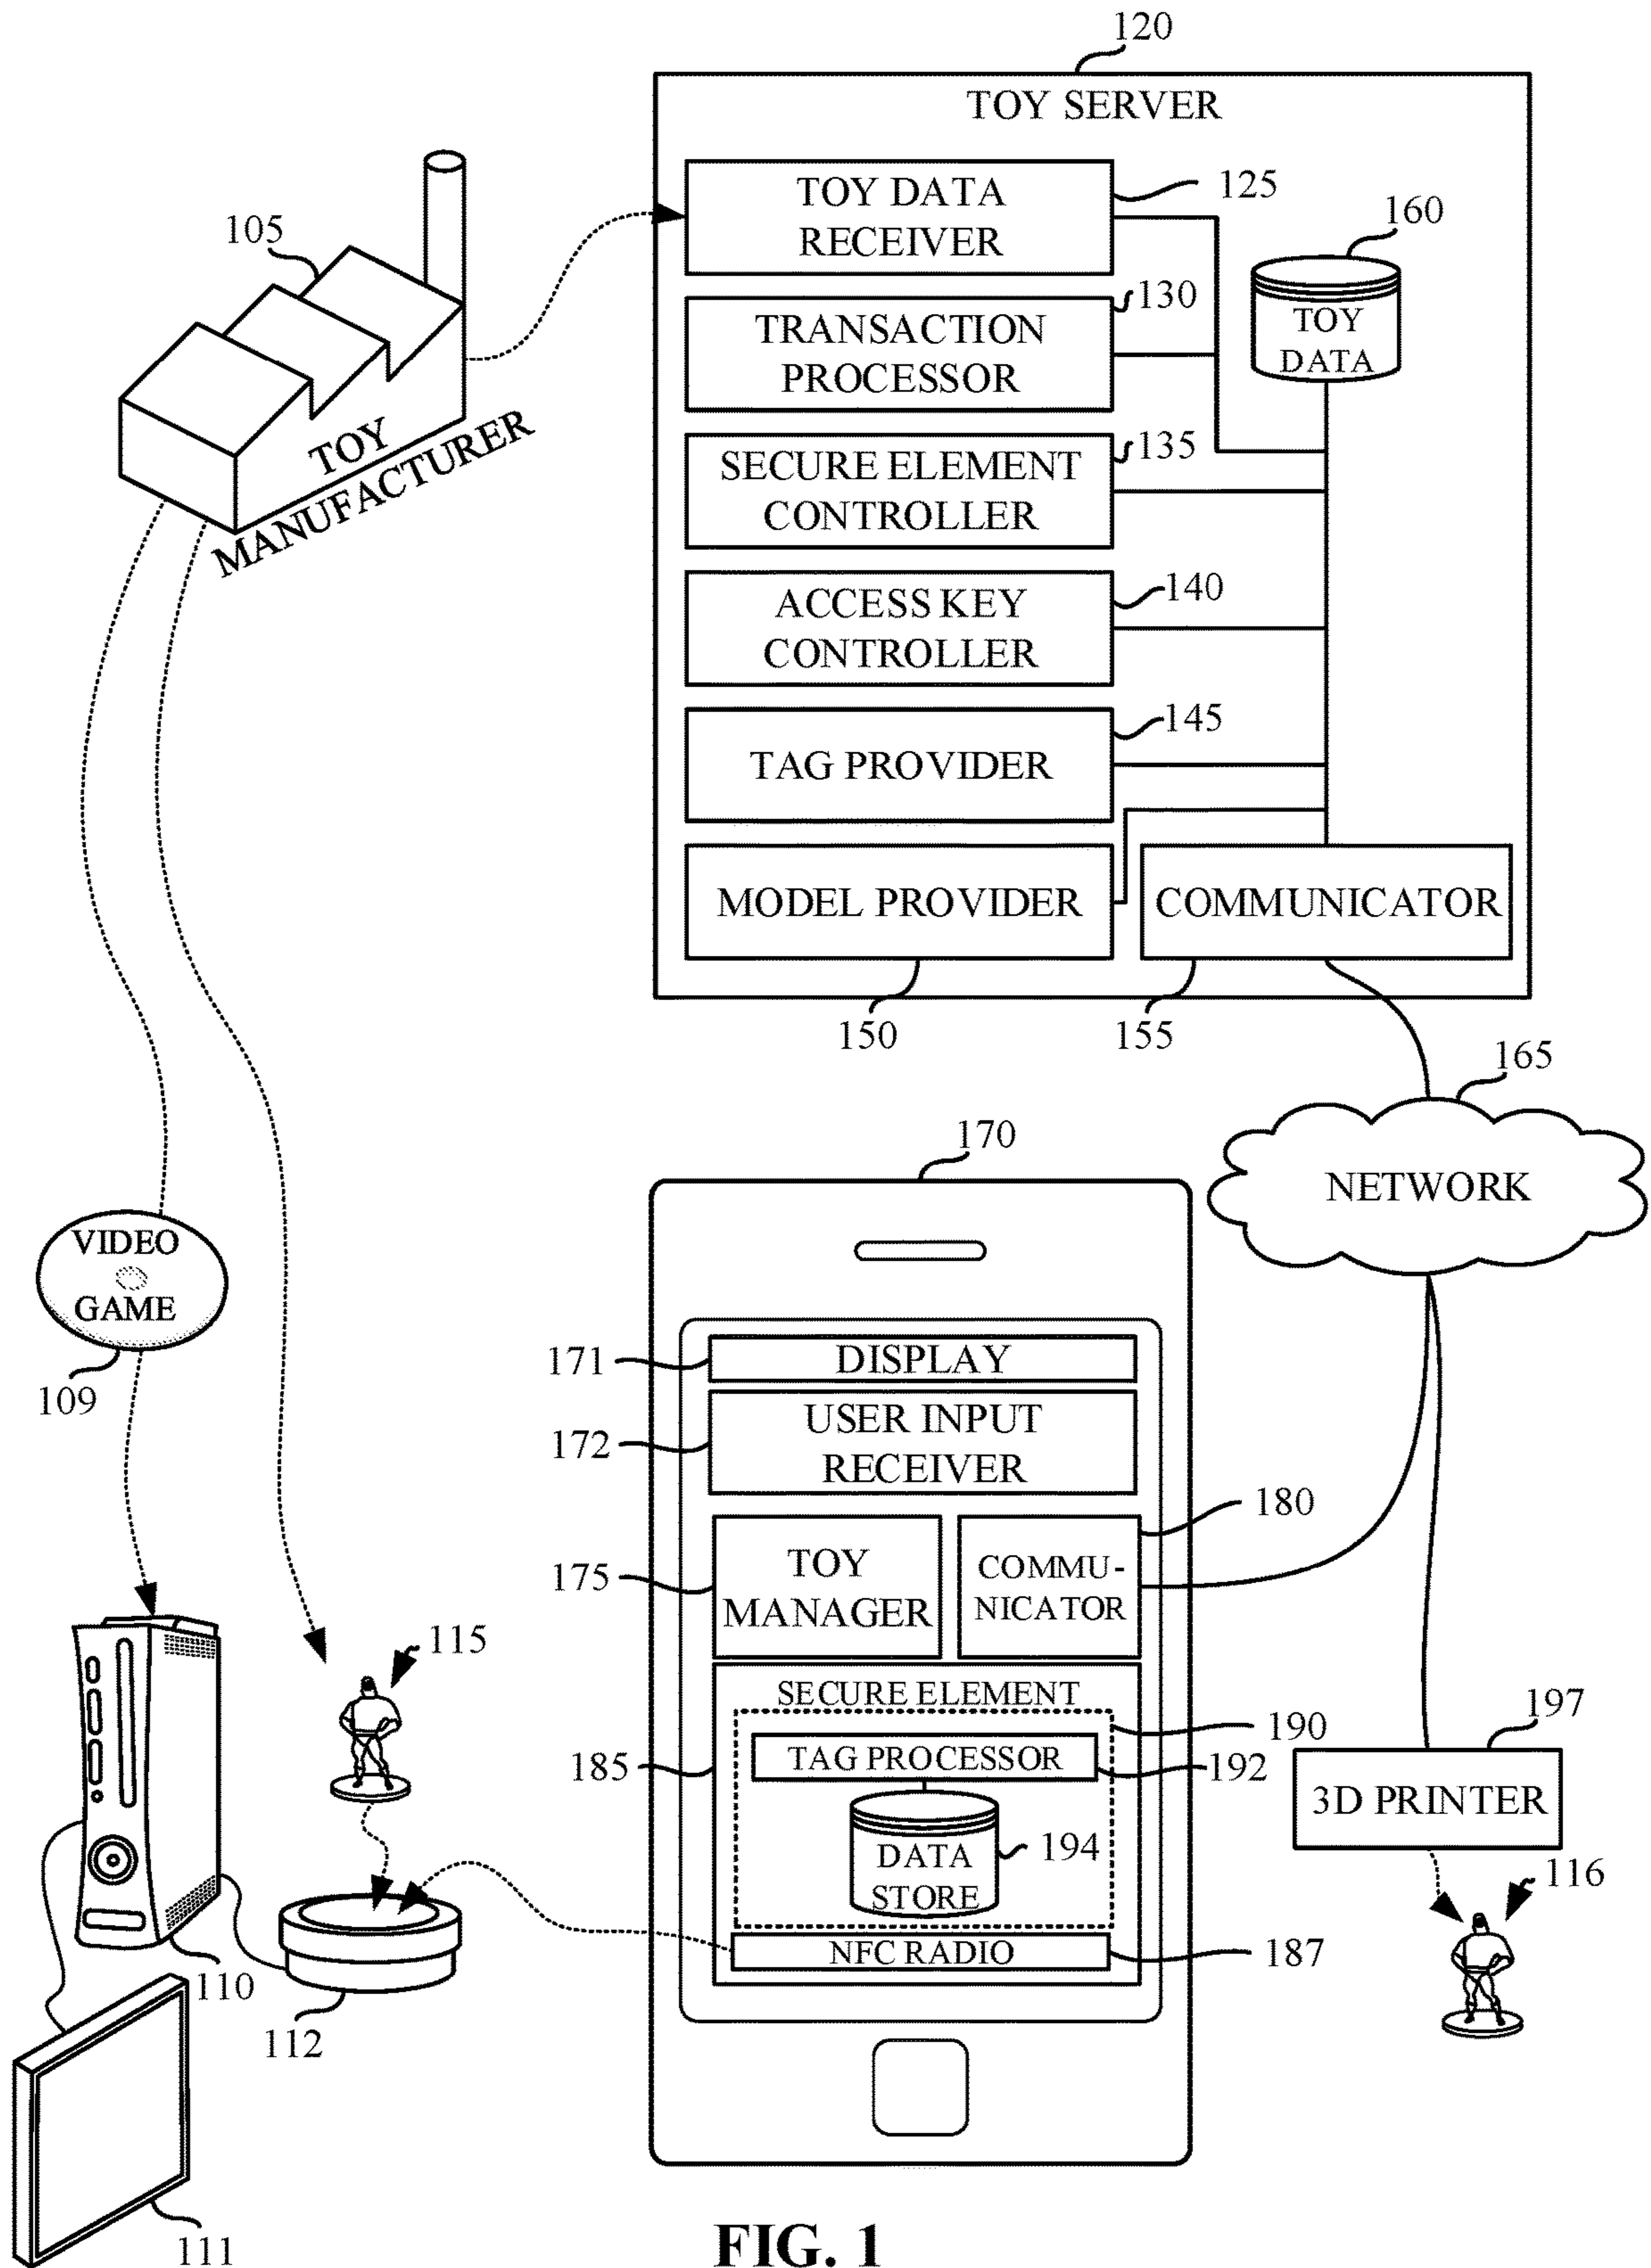 120
TOY SERVER
TOY DATA
RECEIVER
125
160
TOY
DATA
105
TRANSACTION
PROCESSOR
130
TOY
MANUFACTURER
SECURE ELEMENT
CONTROLLER
135
ACCESS KEY
CONTROLLER
140
TAG PROVIDER
145
MODEL PROVIDER
COMMUNICATOR
150
155
165
NETWORK
170
VIDEO
GAME
109
171
DISPLAY
172
USER INPUT
RECEIVER
180
175
TOY
MANAGER
COMMU-
NICATOR
115
SECURE ELEMENT
190
185
TAG PROCESSOR
192
197
3D PRINTER
DATA
STORE
194
116
NFC RADIO
187
110
112
111
FIG. 1